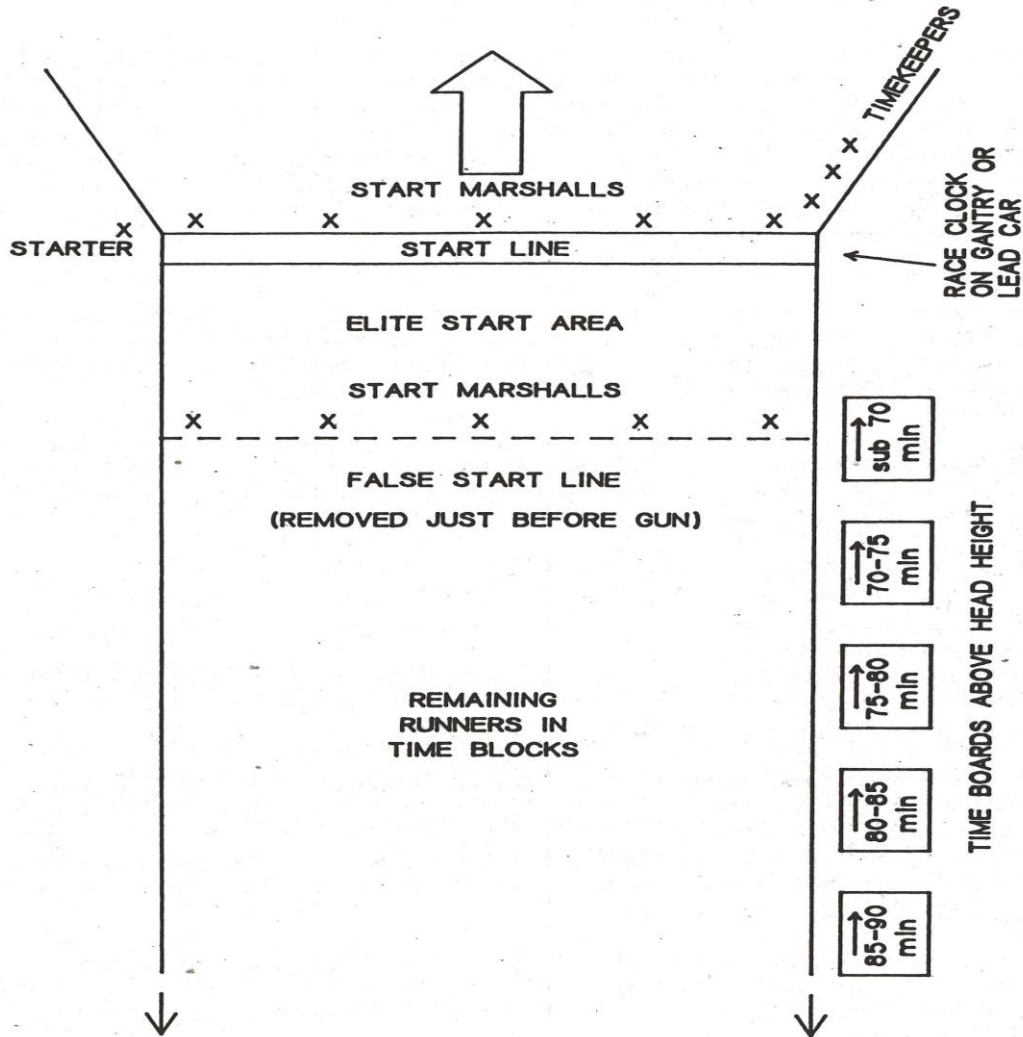 TIMEKEEPERS
START MARSHALLS
STARTER
START LINE
RACE CLOCK
ON GANTRY OR
LEAD CAR
ELITE START AREA
START MARSHALLS
FALSE START LINE
(REMOVED JUST BEFORE GUN)
sub 70
min
70-75
min
REMAINING
RUNNERS IN
TIME BLOCKS
75-80
min
80-85
min
85-90
min
TIME BOARDS ABOVE HEAD HEIGHT